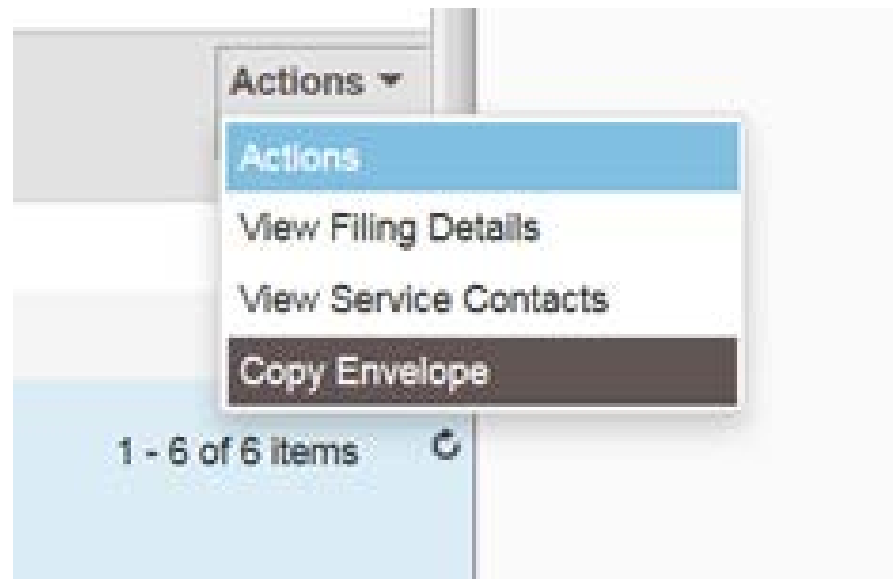 Actions
Actions
View Filing Details
View Service Contacts
Copy Envelope
1 - 6 of 6 items